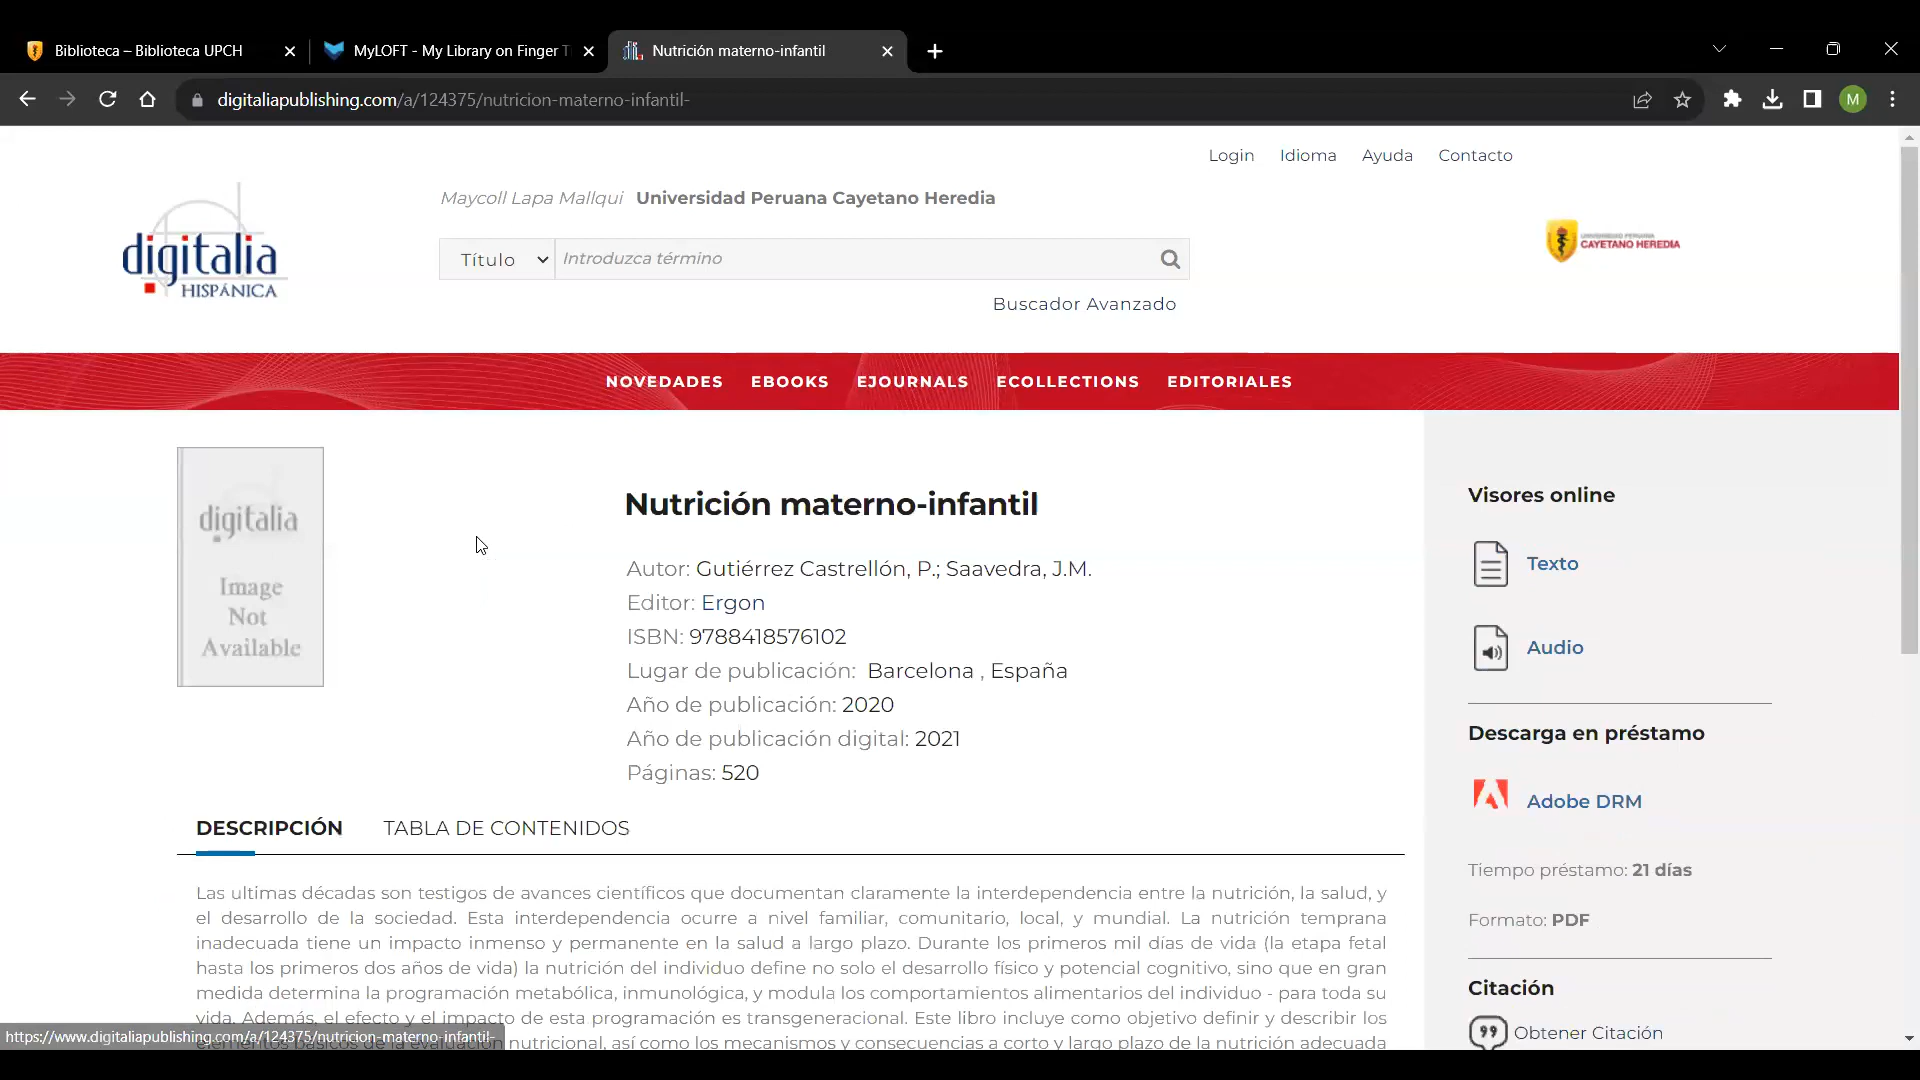 Biblioteca – Biblioteca UPCH
MyLOFT - My Library on Finger T
Nutrición materno-infantil
digitaliapublishing.com/a/124375/nutricion-materno-infantil-
M
Login Idioma Ayuda Contacto
Maycoll Lapa Mallqui Universidad Peruana Cayetano Heredia
digitalia
HISPÁNICA
Título Introduzca término
UNIVERSIDAD PERUANA
CAYETANO HEREDIA
Buscador Avanzado
NOVEDADES EBOOKS EJOURNALS ECOLLECTIONS EDITORIALES
digitalia
Image
Not
Available
Nutrición materno-infantil
Autor: Gutiérrez Castrellón, P.; Saavedra, J.M.
Editor: Ergon
ISBN: 9788418576102
Lugar de publicación: Barcelona , España
Año de publicación: 2020
Año de publicación digital: 2021
Páginas: 520
DESCRIPCIÓN TABLA DE CONTENIDOS
Las ultimas décadas son testigos de avances científicos que documentan claramente la interdependencia entre la nutrición, la salud, y
el desarrollo de la sociedad. Esta interdependencia ocurre a nivel familiar, comunitario, local, y mundial. La nutrición temprana
inadecuada tiene un impacto inmenso y permanente en la salud a largo plazo. Durante los primeros mil días de vida (la etapa fetal
hasta los primeros dos años de vida) la nutrición del individuo define no solo el desarrollo físico y potencial cognitivo, sino que en gran
medida determina la programación metabólica, inmunológica, y modula los comportamientos alimentarios del individuo - para toda su
vida. Además, el efecto y el impacto de esta programación es transgeneracional. Este libro incluye como objetivo definir y describir los
elementos básicos de la evaluación nutricional, así como los mecanismos y consecuencias a corto y largo plazo de la nutrición adecuada
https://www.digitaliapublishing.com/a/124375/nutricion-materno-infantil-
Visores online
Texto
Audio
Descarga en préstamo
Adobe DRM
Tiempo préstamo: 21 días
Formato: PDF
Citación
Obtener Citación